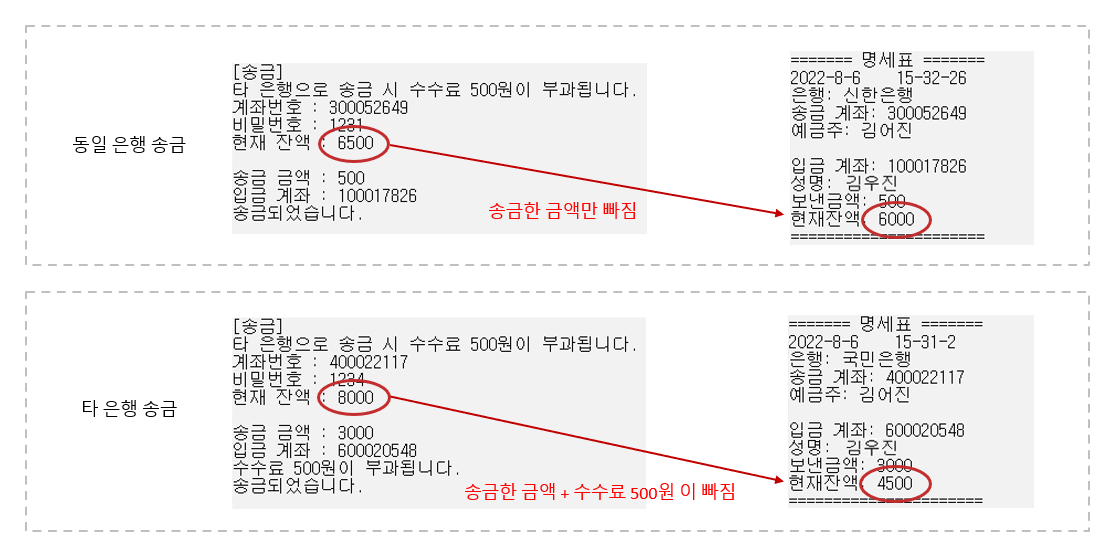 동일 은행 송금
[송금]
타 은행으로 송금 시 수수료 500원이 부과됩니다.
계좌번호 : 300052649
비밀번호 : 1231
현재 잔액 : 6500
송금 금액 : 500
입금 계좌 : 100017826
송금되었습니다.
송금한 금액만 빠짐
======= 명세표 =======
2022-8-6 15-32-26
은행: 신한은행
송금 계좌: 300052649
예금주: 김어진
입금 계좌: 100017826
성명: 김우진
보낸금액: 500
현재잔액: 6000
======================
타 은행 송금
[송금]
타 은행으로 송금 시 수수료 500원이 부과됩니다.
계좌번호 : 400022117
비밀번호 : 1234
현재 잔액 : 8000
송금 금액 : 3000
입금 계좌 : 600020548
수수료 500원이 부과됩니다.
송금되었습니다.
송금한 금액 + 수수료 500원 이 빠짐
======= 명세표 =======
2022-8-6 15-31-2
은행: 국민은행
송금 계좌: 400022117
예금주: 김어진
입금 계좌: 600020548
성명: 김우진
보낸금액: 3000
현재잔액: 4500
======================